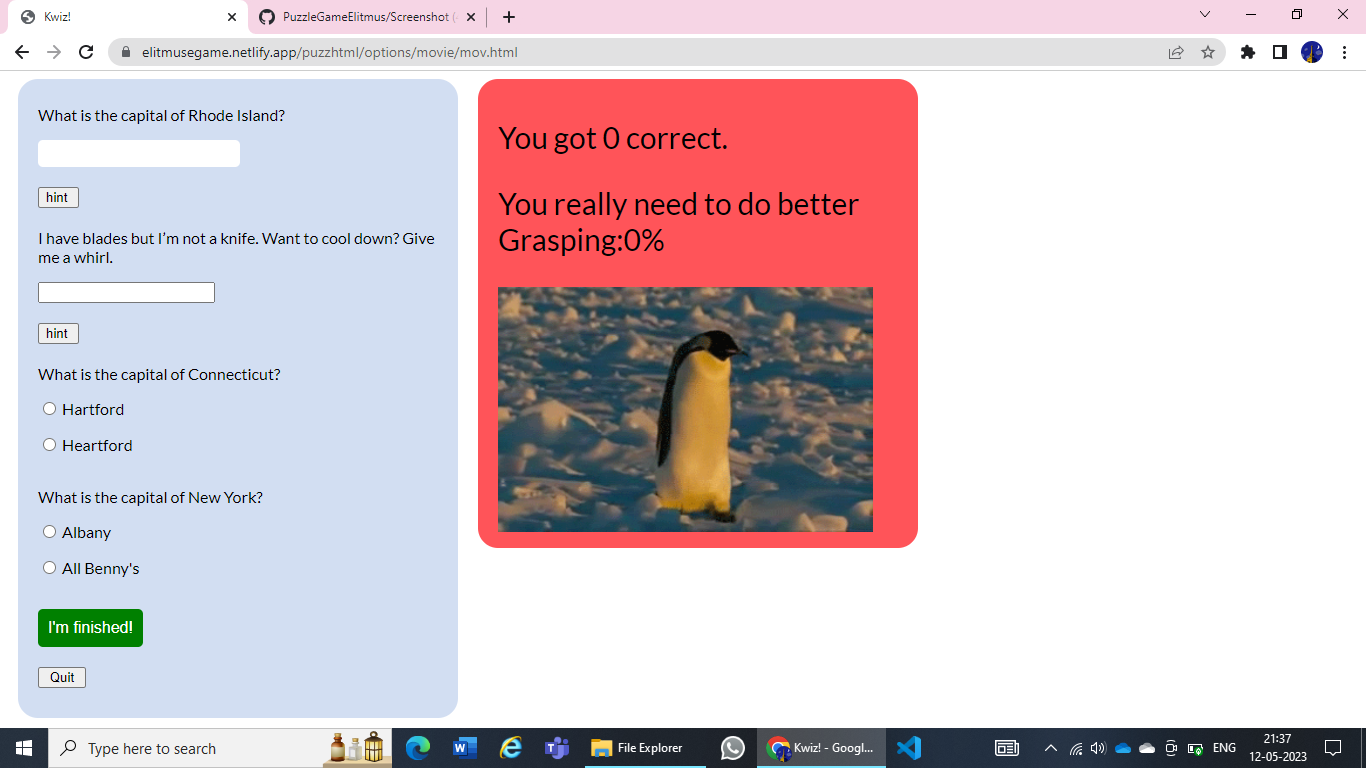 Kwiz!
PuzzleGameElitmus/Screenshot (
elitmusegame.netlify.app/puzzhtml/options/movie/mov.html
What is the capital of Rhode Island?
hint
I have blades but I’m not a knife. Want to cool down? Give
me a whirl.
hint
What is the capital of Connecticut?
Hartford
Heartford
What is the capital of New York?
Albany
All Benny's
I'm finished!
Quit
You got 0 correct.
You really need to do better
Grasping:0%
Type here to search
File Explorer
Kwiz! - Googl...
ENG
21:37
12-05-2023